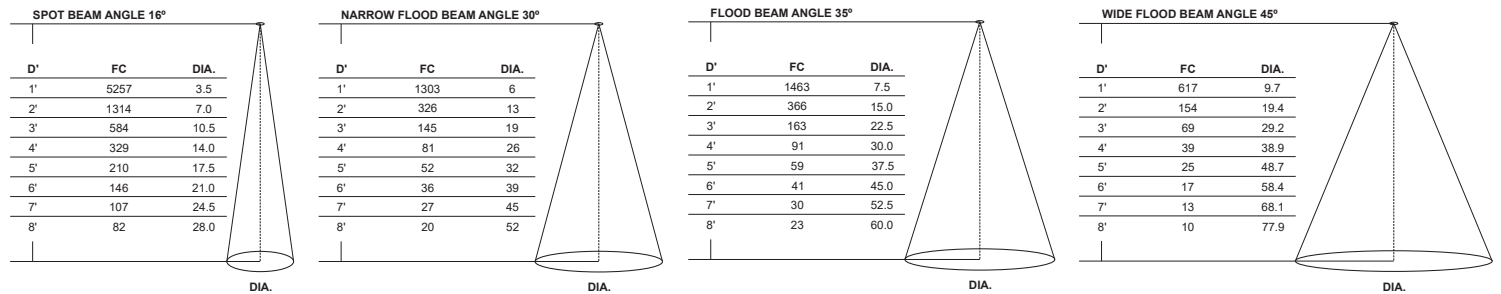 SPOT BEAM ANGLE 16º
D' FC DIA.
1' 5257 3.5
2' 1314 7.0
3' 584 10.5
4' 329 14.0
5' 210 17.5
6' 146 21.0
7' 107 24.5
8' 82 28.0
DIA.
NARROW FLOOD BEAM ANGLE 30º
D' FC DIA.
1' 1303 6
2' 326 13
3' 145 19
4' 81 26
5' 52 32
6' 36 39
7' 27 45
8' 20 52
DIA.
FLOOD BEAM ANGLE 35º
D' FC DIA.
1' 1463 7.5
2' 366 15.0
3' 163 22.5
4' 91 30.0
5' 59 37.5
6' 41 45.0
7' 30 52.5
8' 23 60.0
DIA.
WIDE FLOOD BEAM ANGLE 45º
D' FC DIA.
1' 617 9.7
2' 154 19.4
3' 69 29.2
4' 39 38.9
5' 25 48.7
6' 17 58.4
7' 13 68.1
8' 10 77.9
DIA.